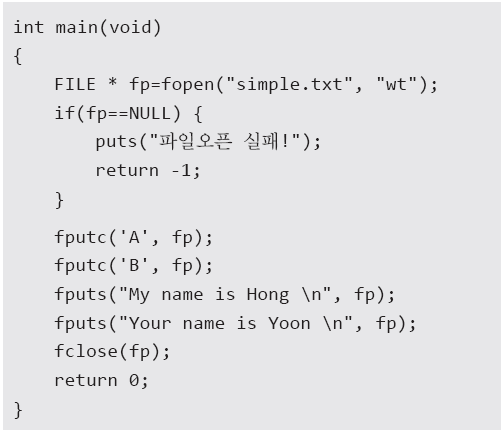 int main(void)
{
    FILE * fp=fopen("simple.txt", "wt");
    if(fp==NULL) {
        puts("파일오픈 실패!");
        return -1;
    }
    fputc('A', fp);
    fputc('B', fp);
    fputs("My name is Hong \n", fp);
    fputs("Your name is Yoon \n", fp);
    fclose(fp);
    return 0;
}